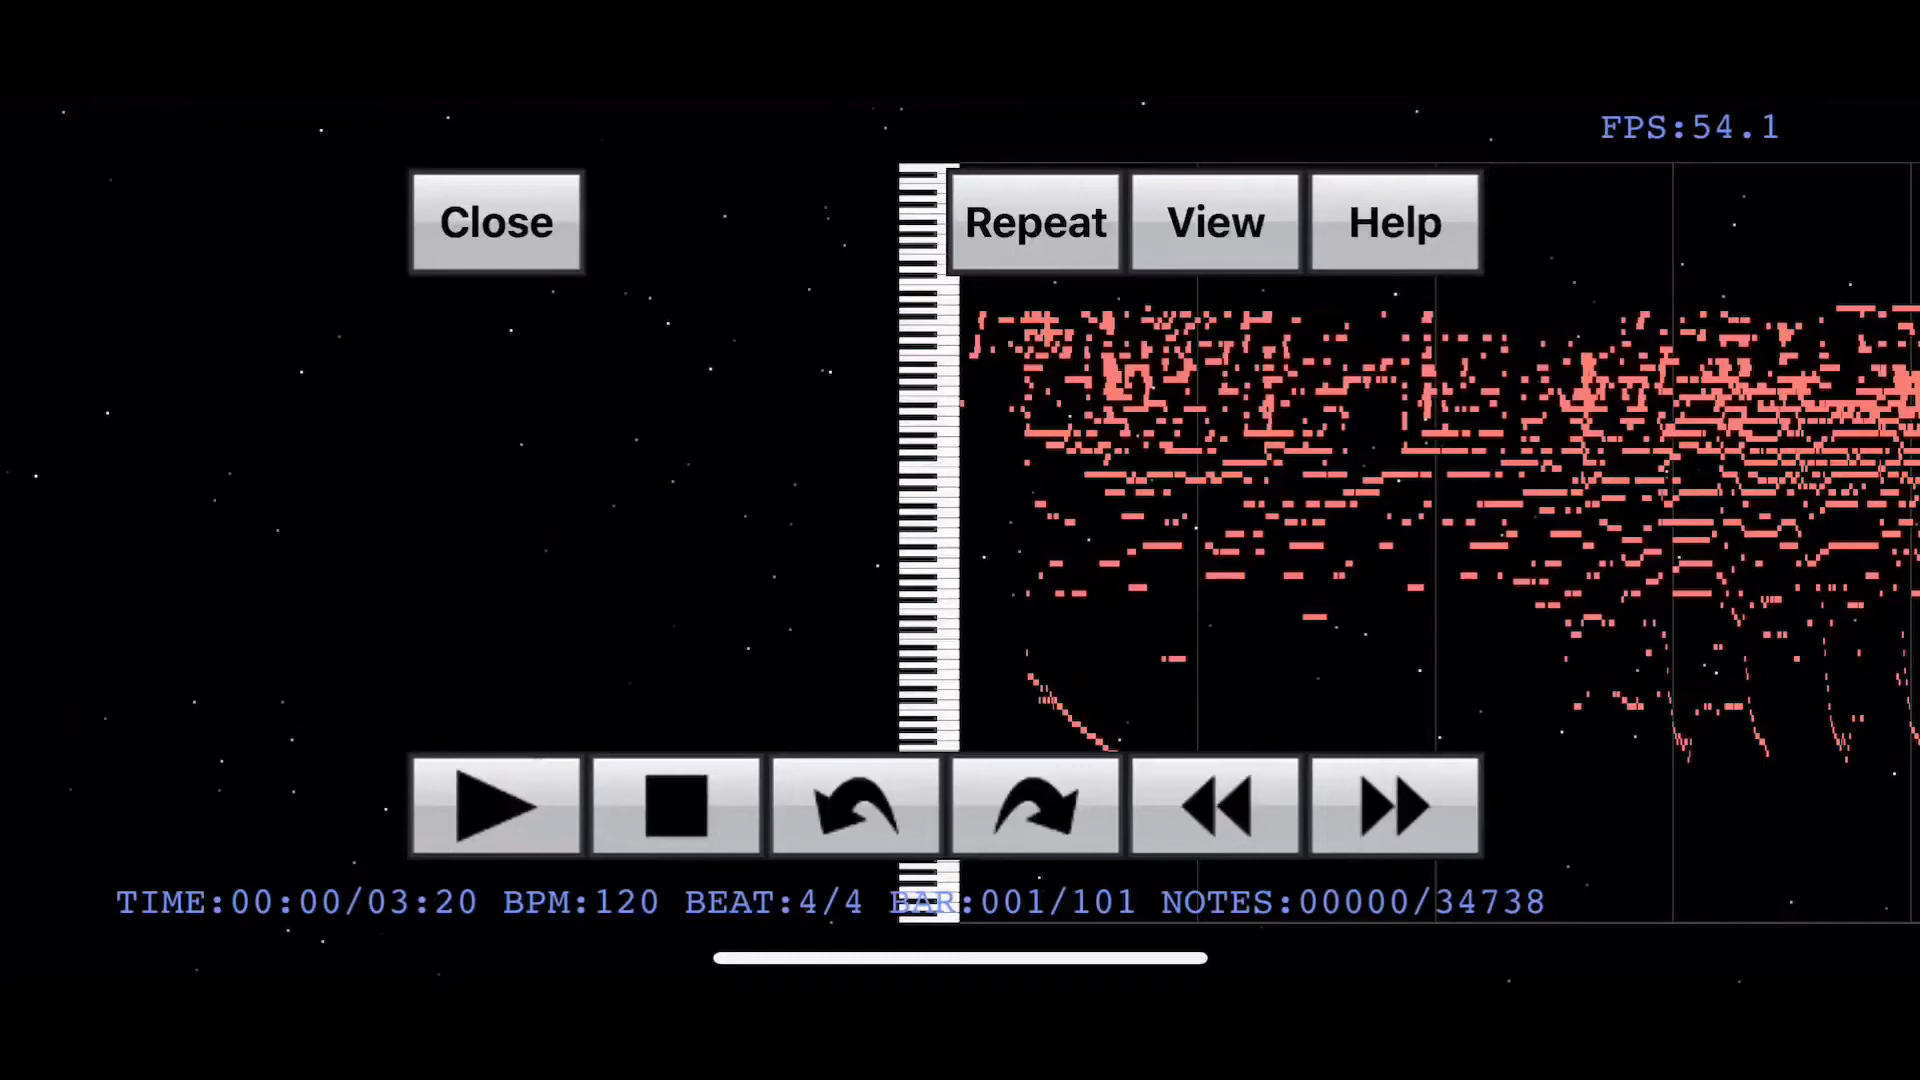 FPS:54.1
Close
Repeat
View
Help
TIME:00:00/03:20 BPM:120 BEAT:4/4 BAR:001/101 NOTES:00000/34738